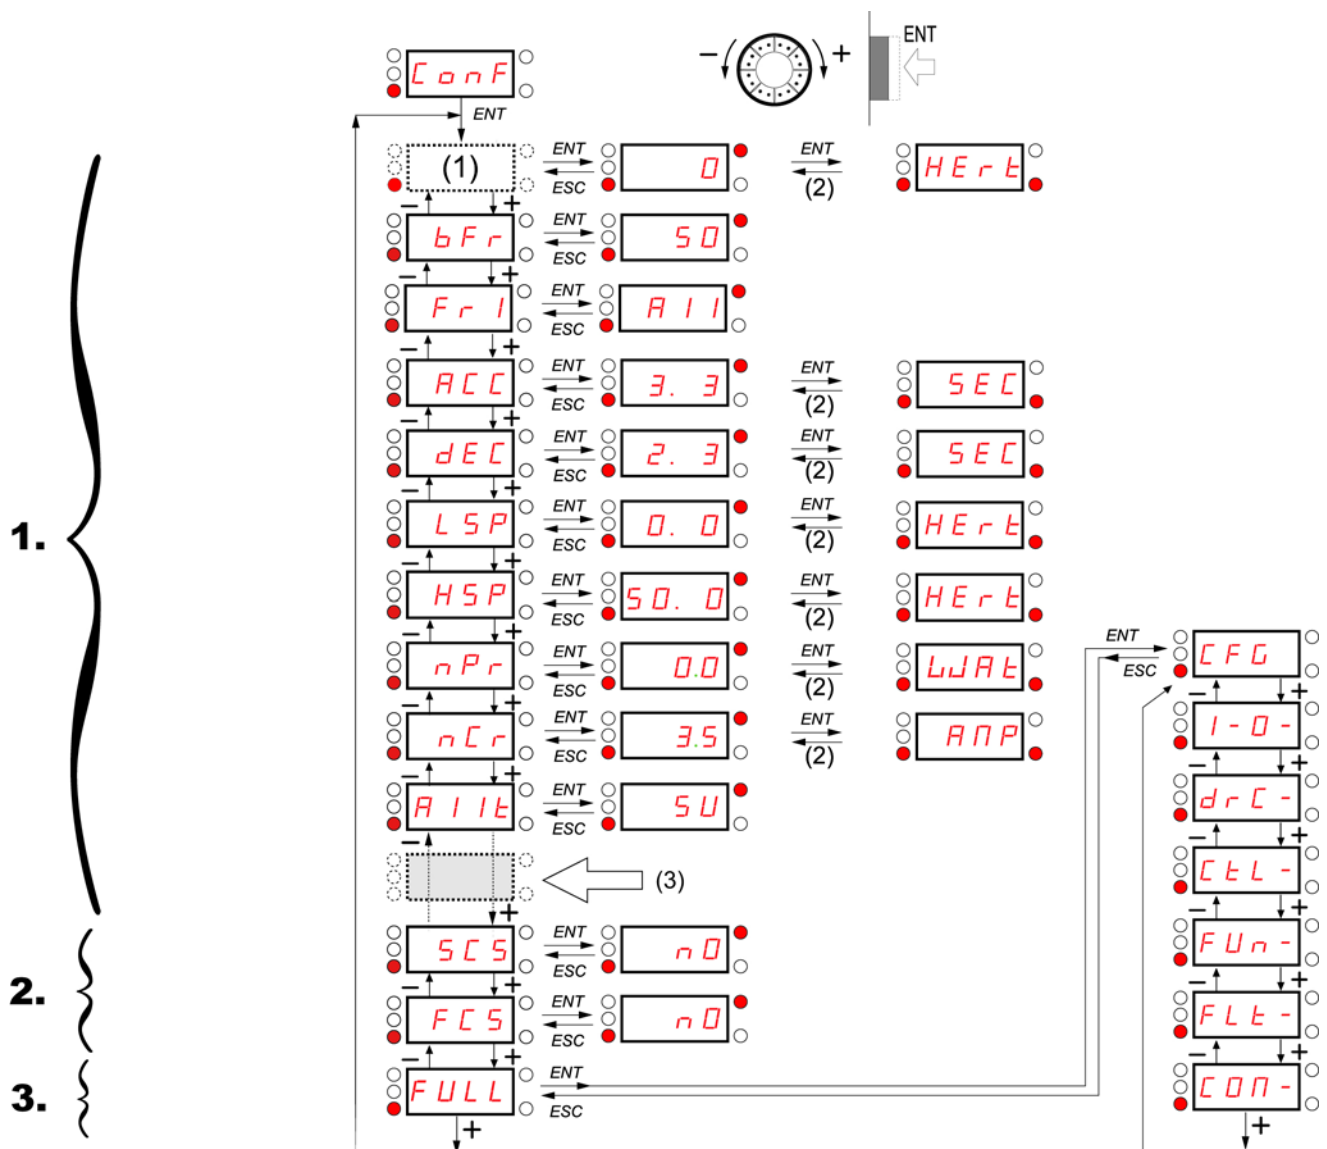 − + ENT
ConF
ENT
(1) ENT ESC 0 ENT (2) HErt
− +
bFr ENT ESC 50
− +
Fr1 ENT ESC A11
− +
ACC ENT ESC 3. 3 ENT (2) SEC
− +
dEC ENT ESC 2. 3 ENT (2) SEC
− +
LSP ENT ESC 0. 0 ENT (2) HErt
− +
HSP ENT ESC 50. 0 ENT (2) HErt
− +
nPr ENT ESC 0.0 ENT (2) WAt
− +
nCr ENT ESC 3.5 ENT (2) AMP
− +
A11t ENT ESC SU
− +
(3)
SCS ENT ESC nO
− +
FCS ENT ESC nO
− +
FULL ENT ESC
+
1.
2.
3.
ENT ESC CFG
− +
I-O-
− +
drC-
− +
CtL-
− +
FUn-
− +
FLt-
− +
COM-
+